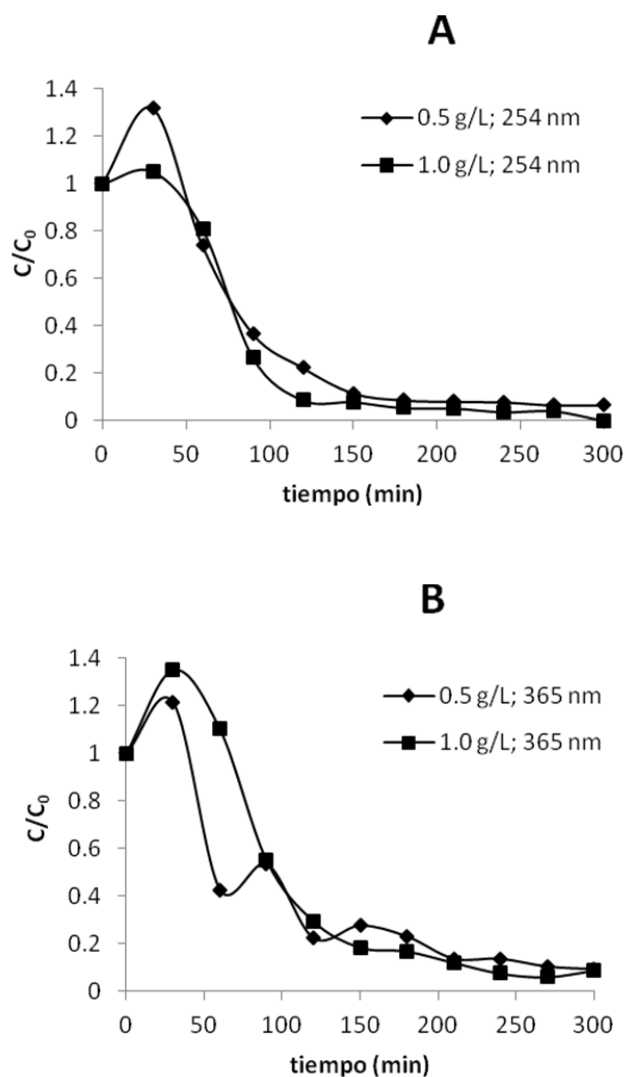 A
1.4
1.2
1
0.8
0.6
0.4
0.2
0
C/C₀
0.5 g/L; 254 nm
1.0 g/L; 254 nm
0 50 100 150 200 250 300
tiempo (min)
B
1.4
1.2
1
0.8
0.6
0.4
0.2
0
C/C₀
0.5 g/L; 365 nm
1.0 g/L; 365 nm
0 50 100 150 200 250 300
tiempo (min)